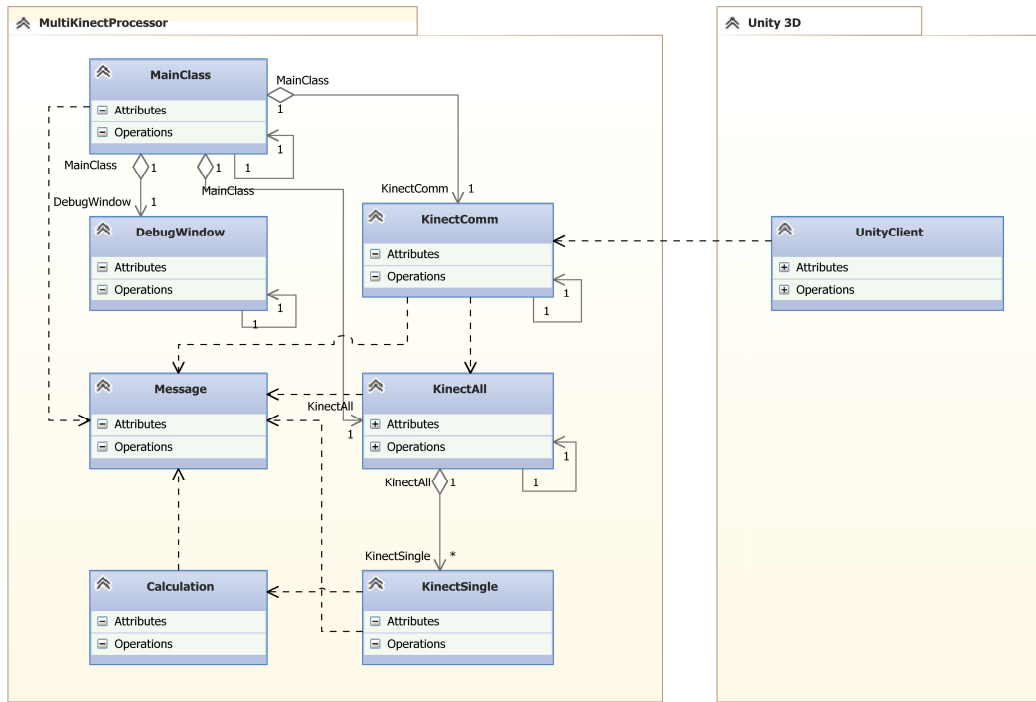 MultiKinectProcessor
Unity 3D
MainClass
Attributes
Operations
MainClass
1
1
1
MainClass
1
1
MainClass
DebugWindow
1
KinectComm
1
DebugWindow
Attributes
Operations
1
1
KinectComm
Attributes
Operations
1
1
UnityClient
Attributes
Operations
Message
Attributes
Operations
KinectAll
1
KinectAll
Attributes
Operations
1
1
KinectAll
1
KinectSingle
*
Calculation
Attributes
Operations
KinectSingle
Attributes
Operations